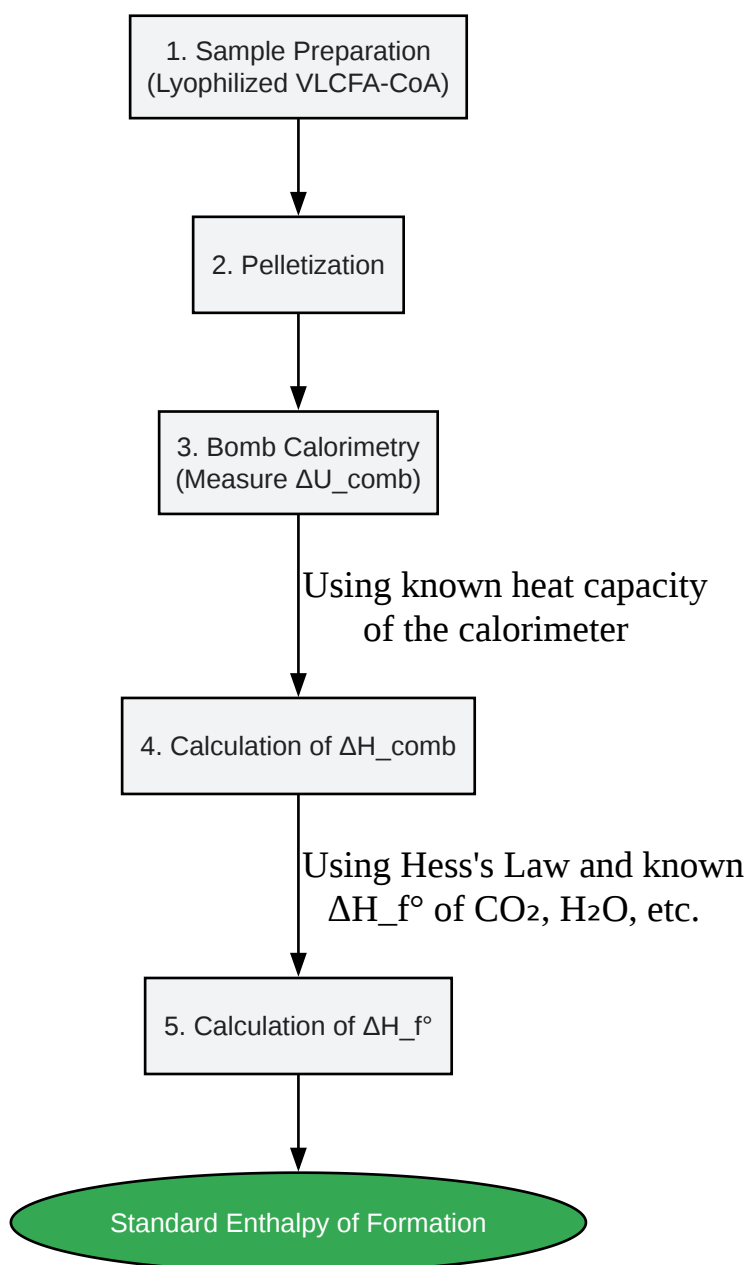 1. Sample Preparation
(Lyophilized VLCFA-CoA)
2. Pelletization
3. Bomb Calorimetry
(Measure ΔU_comb)
Using known heat capacity
of the calorimeter
4. Calculation of ΔH_comb
Using Hess's Law and known
ΔH_f° of CO₂, H₂O, etc.
5. Calculation of ΔH_f°
Standard Enthalpy of Formation